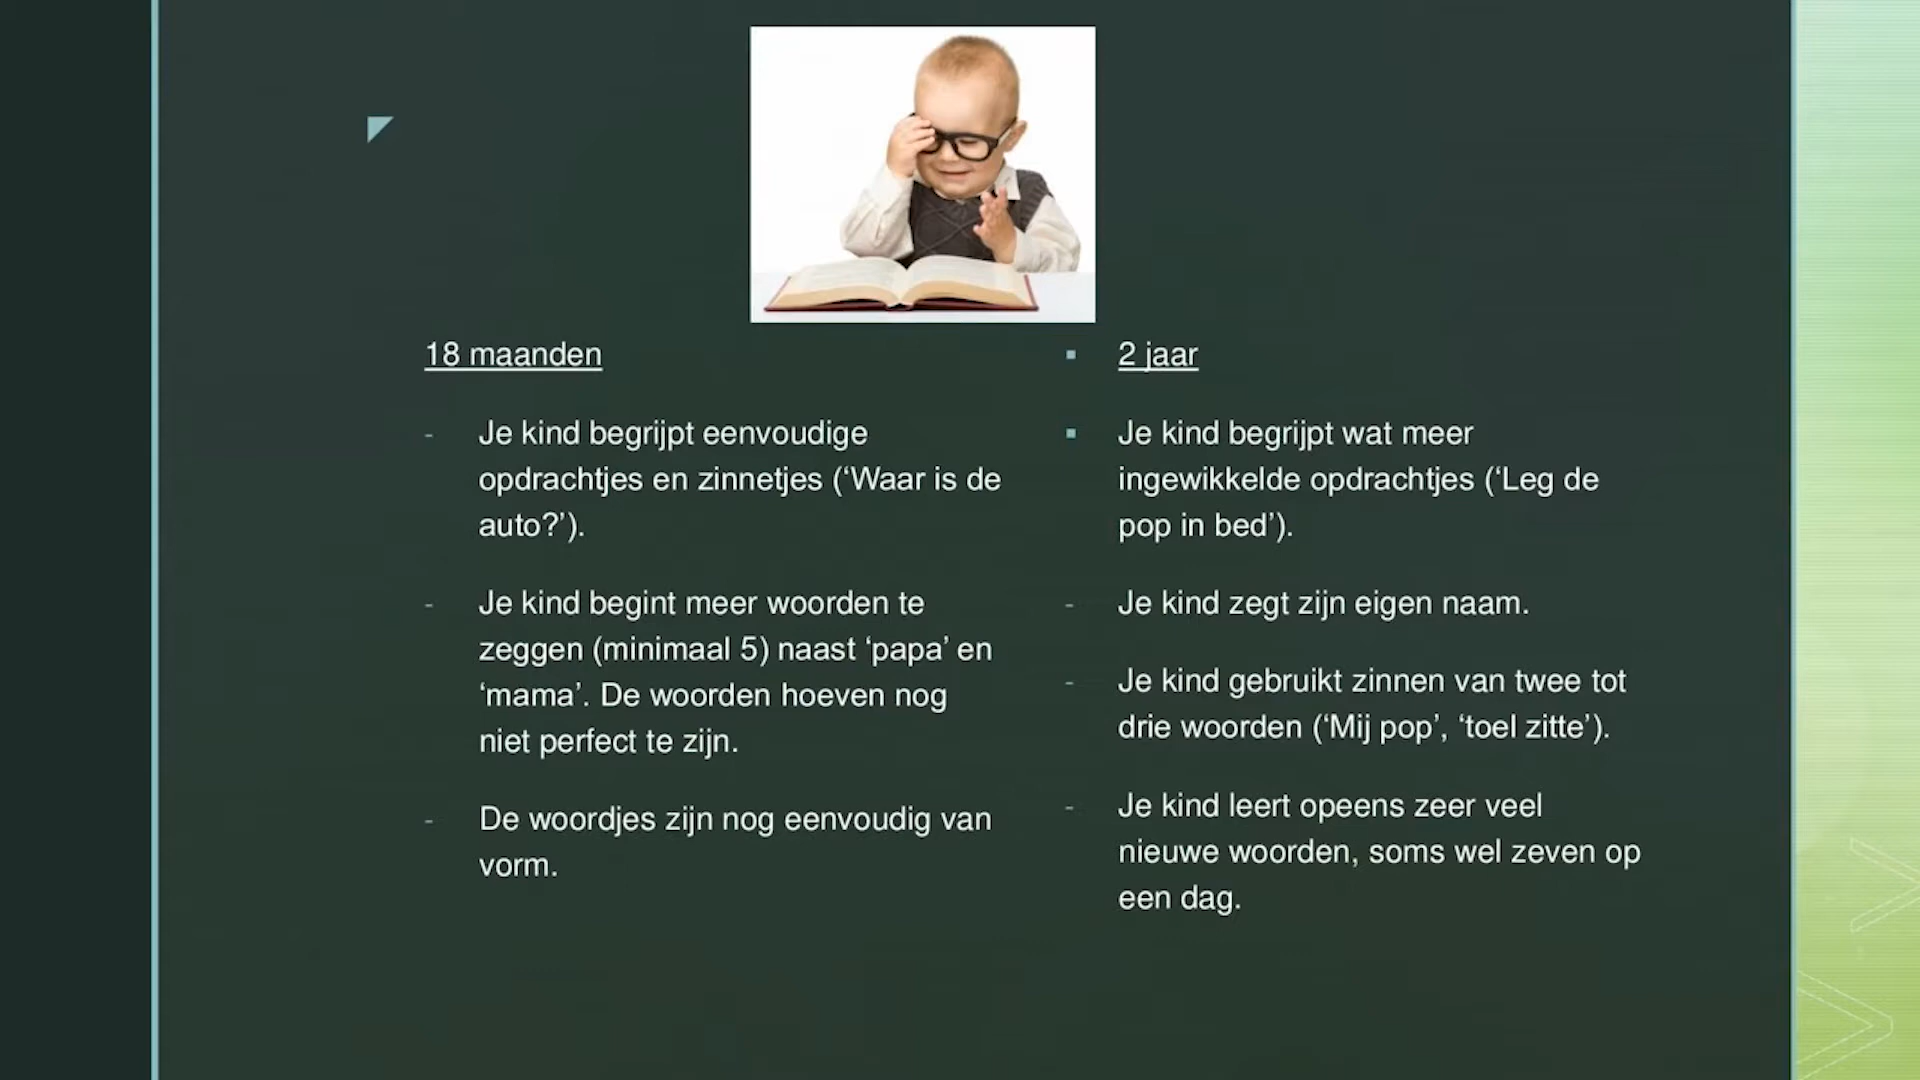 18 maanden
- Je kind begrijpt eenvoudige
opdrachtjes en zinnetjes (‘Waar is de
auto?’).
- Je kind begint meer woorden te
zeggen (minimaal 5) naast ‘papa’ en
‘mama’. De woorden hoeven nog
niet perfect te zijn.
- De woordjes zijn nog eenvoudig van
vorm.
▪ 2 jaar
▪ Je kind begrijpt wat meer
ingewikkelde opdrachtjes (‘Leg de
pop in bed’).
- Je kind zegt zijn eigen naam.
- Je kind gebruikt zinnen van twee tot
drie woorden (‘Mij pop’, ‘toel zitte’).
- Je kind leert opeens zeer veel
nieuwe woorden, soms wel zeven op
een dag.